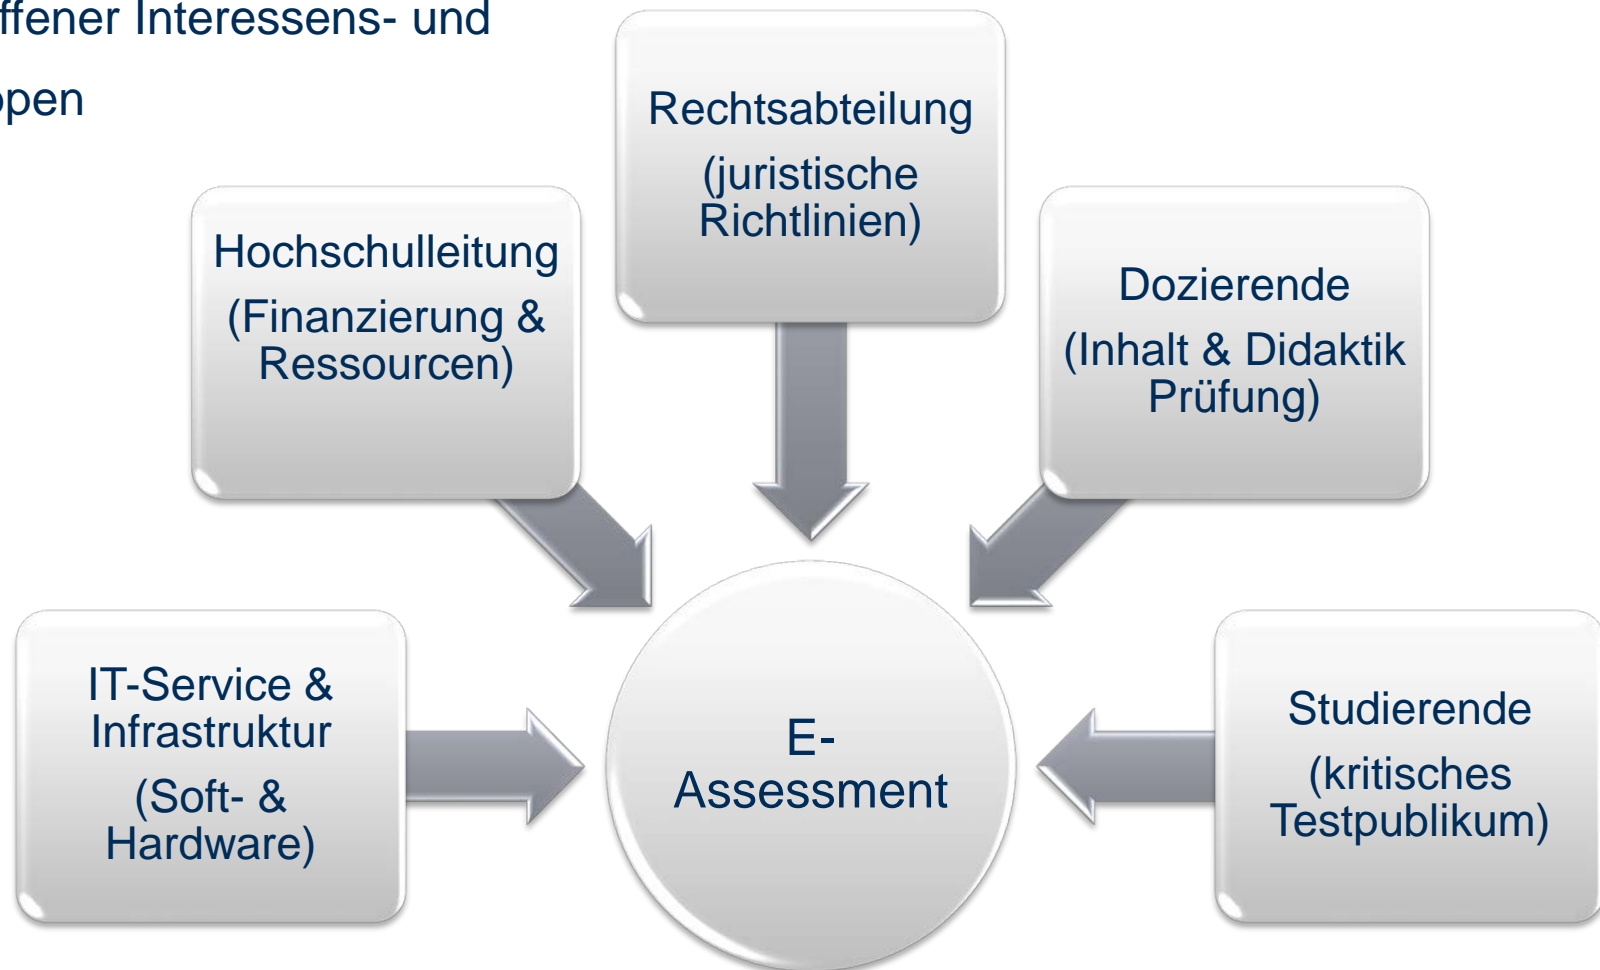 ffener Interessens- und
ppen
Rechtsabteilung
(juristische
Richtlinien)
Hochschulleitung
(Finanzierung &
Ressourcen)
Dozierende
(Inhalt & Didaktik
Prüfung)
IT-Service &
Infrastruktur
(Soft- &
Hardware)
E-
Assessment
Studierende
(kritisches
Testpublikum)